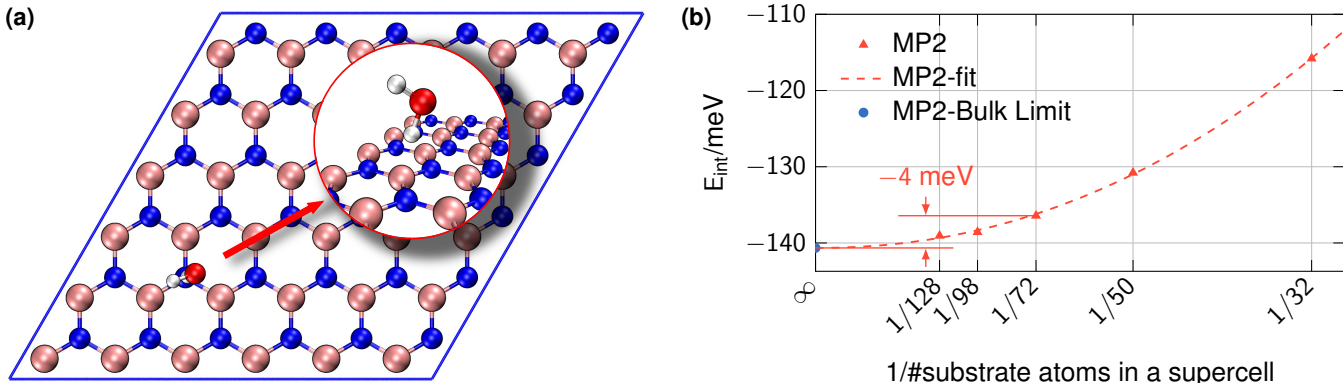 (a)
(b)
−110
−120
−130
−140
E_int/meV
MP2
MP2-fit
MP2-Bulk Limit
−4 meV
∞
1/128
1/98
1/72
1/50
1/32
1/#substrate atoms in a supercell